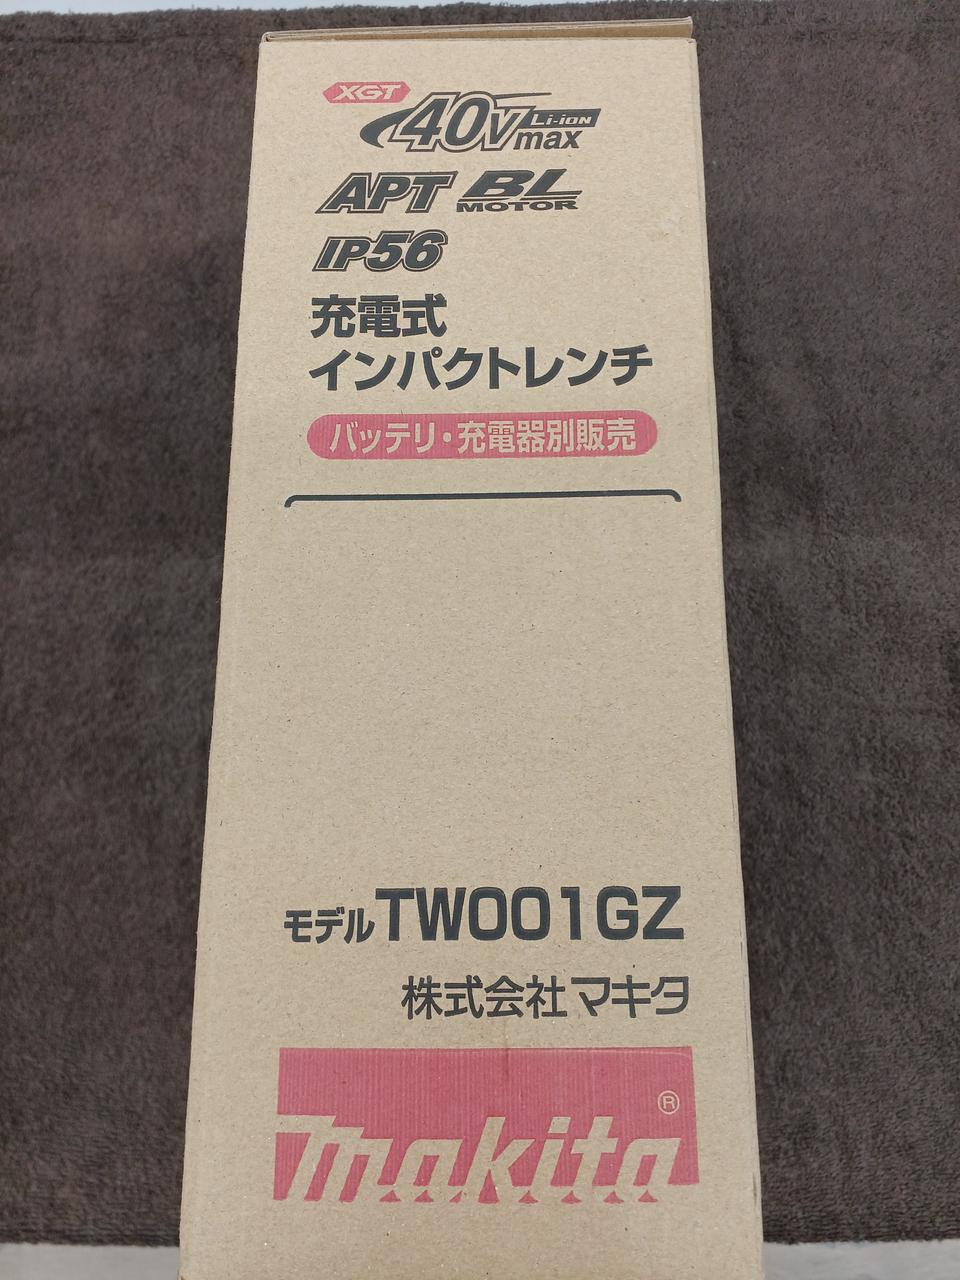 XGT
40Vmax Li-ion
APT BL MOTOR
IP56
充電式
インパクトレンチ
バッテリ・充電器別販売
モデルTW001GZ
株式会社マキタ
makita®